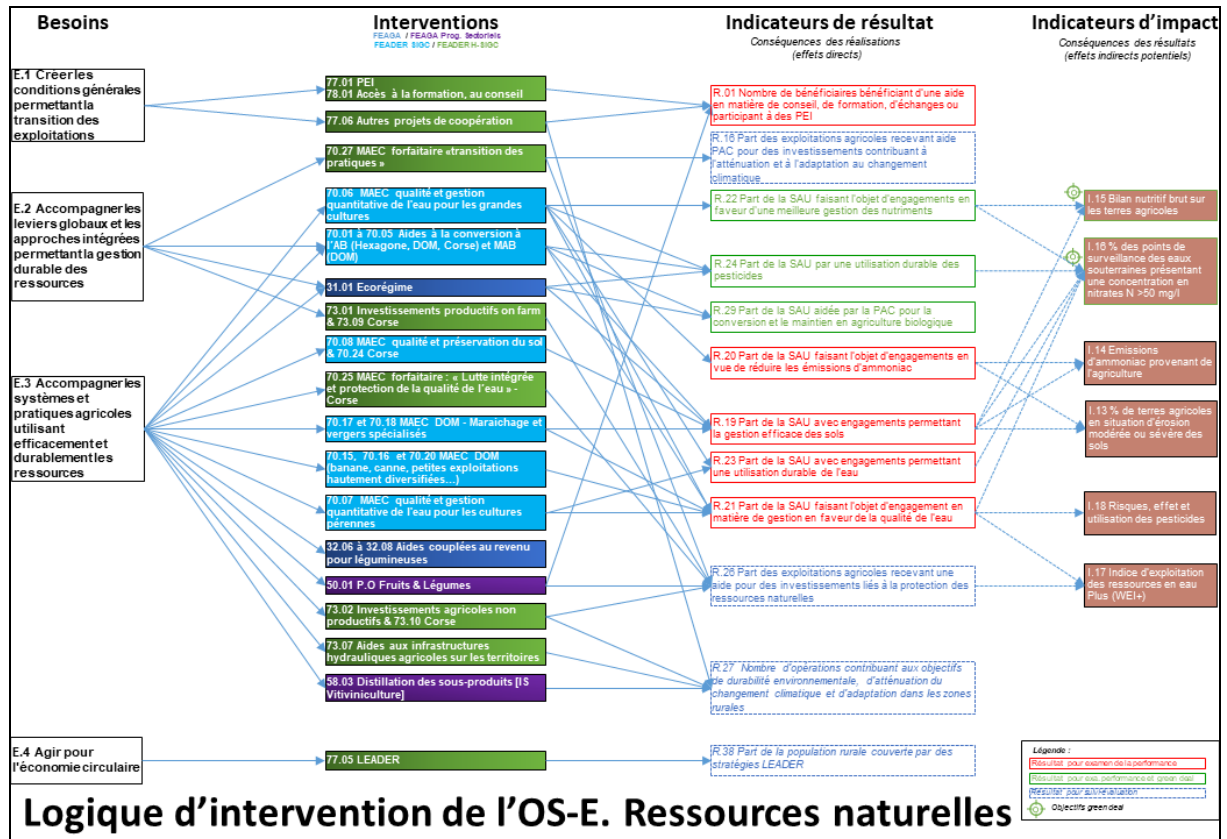 Besoins
Interventions
FEAGA / FEAGA Prog. Sectoriels
FEADER SIGC / FEADER H-SIGC
Indicateurs de résultat
Conséquences des réalisations
(effets directs)
Indicateurs d'impact
Conséquences des résultats
(effets indirects potentiels)
E.1 Créer les
conditions générales
permettant la
transition des
exploitations
E.2 Accompagner les
leviers globaux et les
approches intégrées
permettant la gestion
durable des
ressources
E.3 Accompagner les
systèmes et
pratiques agricoles
utilisant
efficacement et
durablement les
ressources
E.4 Agir pour
l'économie circulaire
77.01 PEI
78.01 Accès à la formation, au conseil
77.06 Autres projets de coopération
70.27 MAEC forfaitaire «transition des
pratiques »
70.06 MAEC qualité et gestion
quantitative de l'eau pour les grandes
cultures
70.01 à 70.05 Aides à la conversion à
l'AB (Hexagone, DOM, Corse) et MAB
(DOM)
31.01 Ecorégime
73.01 Investissements productifs on farm
& 73.09 Corse
70.08 MAEC qualité et préservation du sol
& 70.24 Corse
70.25 MAEC forfaitaire : « Lutte intégrée
et protection de la qualité de l'eau » -
Corse
70.17 et 70.18 MAEC DOM - Maraichage et
vergers spécialisés
70.15, 70.16 et 70.20 MAEC DOM
(banane, canne, petites exploitations
hautement diversifiées...)
70.07 MAEC qualité et gestion
quantitative de l'eau pour les cultures
pérennes
32.06 à 32.08 Aides couplées au revenu
pour légumineuses
50.01 P.O Fruits & Légumes
73.02 Investissements agricoles non
productifs & 73.10 Corse
73.07 Aides aux infrastructures
hydrauliques agricoles sur les territoires
58.03 Distillation des sous-produits [IS
Vitiviniculture]
77.05 LEADER
R.01 Nombre de bénéficiaires bénéficiant d'une aide
en matière de conseil, de formation, d'échanges ou
participant à des PEI
R.16 Part des exploitations agricoles recevant aide
PAC pour des investissements contribuant à
l'atténuation et à l'adaptation au changement
climatique
R.22 Part de la SAU faisant l'objet d'engagements en
faveur d'une meilleure gestion des nutriments
R.24 Part de la SAU par une utilisation durable des
pesticides
R.29 Part de la SAU aidée par la PAC pour la
conversion et le maintien en agriculture biologique
R.20 Part de la SAU faisant l'objet d'engagements en
vue de réduire les émissions d'ammoniac
R.19 Part de la SAU avec engagements permettant
la gestion efficace des sols
R.23 Part de la SAU avec engagements permettant
une utilisation durable de l'eau
R.21 Part de la SAU faisant l'objet d'engagement en
matière de gestion en faveur de la qualité de l'eau
R.26 Part des exploitations agricoles recevant une
aide pour des investissements liés à la protection des
ressources naturelles
R.27 Nombre d'opérations contribuant aux objectifs
de durabilité environnementale, d'atténuation du
changement climatique et d'adaptation dans les zones
rurales
R.38 Part de la population rurale couverte par des
stratégies LEADER
I.15 Bilan nutritif brut sur
les terres agricoles
I.16 % des points de
surveillance des eaux
souterraines présentant
une concentration en
nitrates N >50 mg/l
I.14 Emissions
d'ammoniac provenant de
l'agriculture
I.13 % de terres agricoles
en situation d'érosion
modérée ou sévère des
sols
I.18 Risques, effet et
utilisation des pesticides
I.17 Indice d'exploitation
des ressources en eau
Plus (WEI+)
Légende :
Résultat pour examen de la performance
Résultat pour exa. performance et green deal
Résultat pour suivi-évaluation
Objectifs green deal
Logique d'intervention de l'OS-E. Ressources naturelles